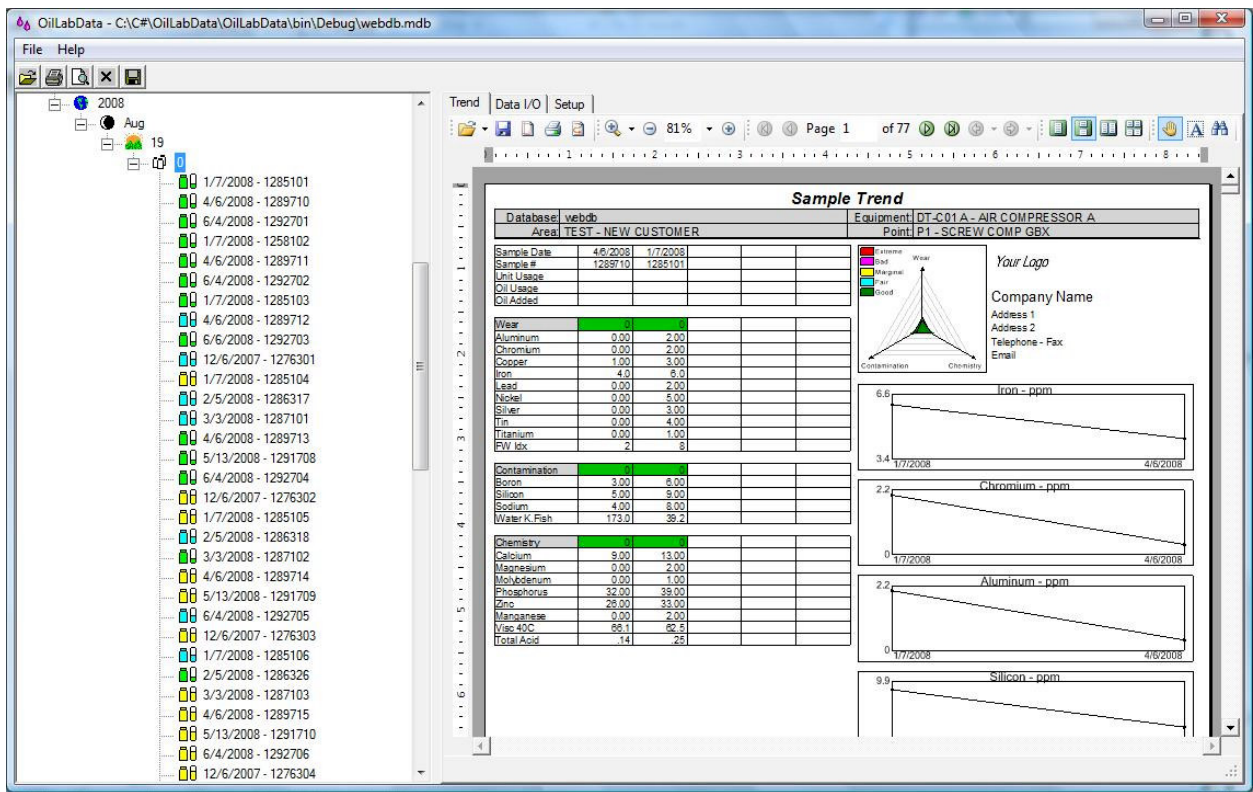 OilLabData - C:\C#\OilLabData\OilLabData\bin\Debug\webdb.mdb
File Help
2008
Aug
19
0
1/7/2008 - 1285101
4/6/2008 - 1289710
6/4/2008 - 1292701
1/7/2008 - 1258102
4/6/2008 - 1289711
6/4/2008 - 1292702
1/7/2008 - 1285103
4/6/2008 - 1289712
6/6/2008 - 1292703
12/6/2007 - 1276301
1/7/2008 - 1285104
2/5/2008 - 1286317
3/3/2008 - 1287101
4/6/2008 - 1289713
5/13/2008 - 1291708
6/4/2008 - 1292704
12/6/2007 - 1276302
1/7/2008 - 1285105
2/5/2008 - 1286318
3/3/2008 - 1287102
4/6/2008 - 1289714
5/13/2008 - 1291709
6/4/2008 - 1292705
12/6/2007 - 1276303
1/7/2008 - 1285106
2/5/2008 - 1286326
3/3/2008 - 1287103
4/6/2008 - 1289715
5/13/2008 - 1291710
6/4/2008 - 1292706
12/6/2007 - 1276304
Trend Data I/O Setup
81% Page 1 of 77
1 2 3 4 5 6 7 8
1
2
3
4
5
6
Sample Trend
Database: webdb Equipment: DT-C01 A - AIR COMPRESSOR A
Area: TEST - NEW CUSTOMER Point: P1 - SCREW COMP GBX
Sample Date 4/6/2008 1/7/2008
Sample # 1289710 1285101
Unit Usage
Oil Usage
Oil Added
Wear 0 0
Aluminum 0.00 2.00
Chromium 0.00 2.00
Copper 1.00 3.00
Iron 4.0 6.0
Lead 0.00 2.00
Nickel 0.00 5.00
Silver 0.00 3.00
Tin 0.00 4.00
Titanium 0.00 1.00
FW Idx 2 8
Contamination 0 0
Boron 3.00 6.00
Silicon 5.00 9.00
Sodium 4.00 8.00
Water K.Fish 173.0 39.2
Chemistry 0 0
Calcium 9.00 13.00
Magnesium 0.00 2.00
Molybdenum 0.00 1.00
Phosphorus 32.00 39.00
Zinc 26.00 33.00
Manganese 0.00 2.00
Visc 40C 66.1 62.5
Total Acid .14 .25
Extreme
Bad
Marginal
Fair
Good
Wear
Contamination Chemistry
Your Logo
Company Name
Address 1
Address 2
Telephone - Fax
Email
Iron - ppm
6.6
3.4
1/7/2008 4/6/2008
Chromium - ppm
2.2
0
1/7/2008 4/6/2008
Aluminum - ppm
2.2
0
1/7/2008 4/6/2008
Silicon - ppm
9.9